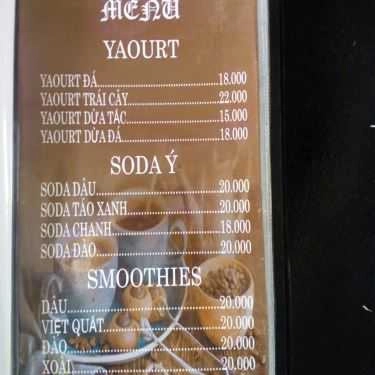 MENU
YAOURT
YAOURT ĐÁ.....................................18.000
YAOURT TRÁI CÂY...........................22.000
YAOURT DỪA TẮC............................15.000
YAOURT DỪA ĐÁ.............................18.000
SODA Ý
SODA DÂU....................................20.000
SODA TÁO XANH...........................20.000
SODA CHANH................................18.000
SODA ĐÀO....................................20.000
SMOOTHIES
DÂU............................................20.000
VIỆT QUẤT..................................20.000
ĐÀO............................................20.000
XOÀI...........................................20.000